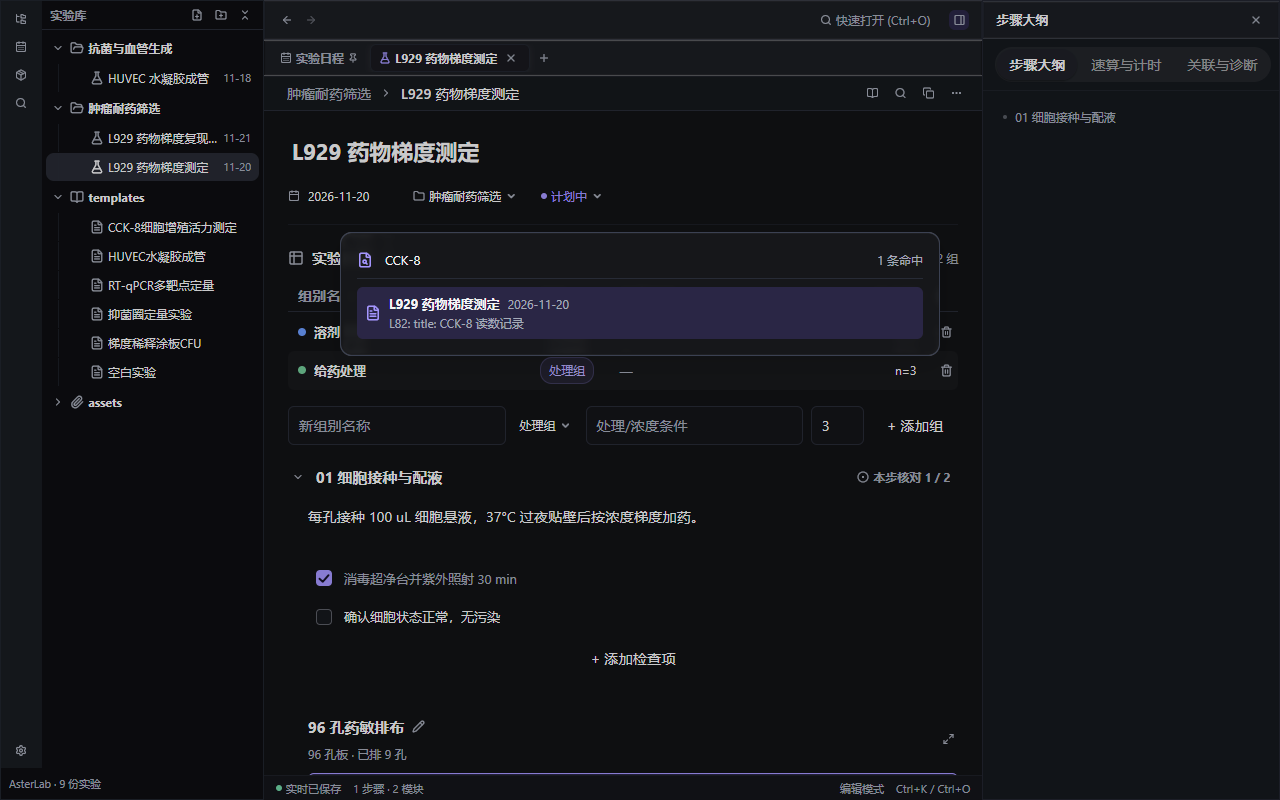 实验库
快速打开 (Ctrl+O)
步骤大纲
抗菌与血管生成
HUVEC 水凝胶成管 11-18
肿瘤耐药筛选
L929 药物梯度复现... 11-21
L929 药物梯度测定 11-20
templates
CCK-8细胞增殖活力测定
HUVEC水凝胶成管
RT-qPCR多靶点定量
抑菌圈定量实验
梯度稀释涂板CFU
空白实验
assets
AsterLab · 9 份实验
实验日程
L929 药物梯度测定
肿瘤耐药筛选 > L929 药物梯度测定
L929 药物梯度测定
2026-11-20 肿瘤耐药筛选 计划中
实验
2 组
CCK-8 1 条命中
L929 药物梯度测定 2026-11-20
L82: title: CCK-8 读数记录
组别名
溶剂
给药处理 处理组 — n=3
新组别名称 处理组 处理/浓度条件 3 + 添加组
01 细胞接种与配液 本步核对 1 / 2
每孔接种 100 uL 细胞悬液，37°C 过夜贴壁后按浓度梯度加药。
消毒超净台并紫外照射 30 min
确认细胞状态正常，无污染
+ 添加检查项
96 孔药敏排布
96 孔板 · 已排 9 孔
实时已保存 1 步骤 · 2 模块 编辑模式 Ctrl+K / Ctrl+O
步骤大纲 速算与计时 关联与诊断
01 细胞接种与配液